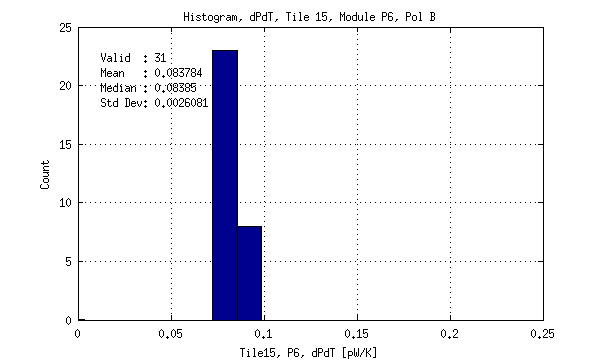 Histogram, dPdT, Tile 15, Module P6, Pol B
25
20
15
10
5
0
Count
Valid : 31
Mean : 0.083784
Median : 0.08385
Std Dev: 0.0026081
0 0.05 0.1 0.15 0.2 0.25
Tile15, P6, dPdT [pW/K]